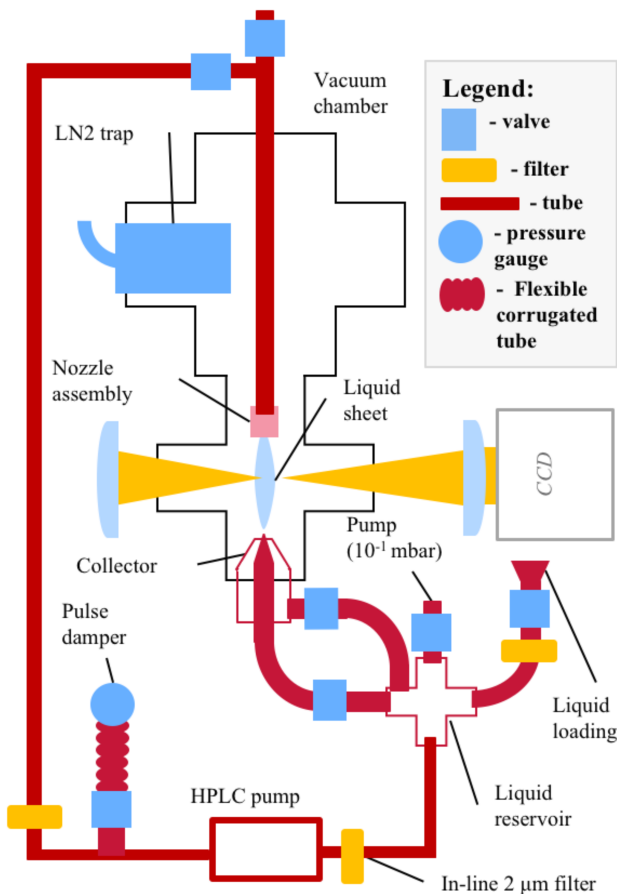 Vacuum
chamber
LN2 trap
Legend:
- valve
- filter
- tube
- pressure
gauge
- Flexible
corrugated
tube
Nozzle
assembly
Liquid
sheet
CCD
Pump
(10⁻¹ mbar)
Collector
Pulse
damper
Liquid
loading
HPLC pump
Liquid
reservoir
In-line 2 μm filter